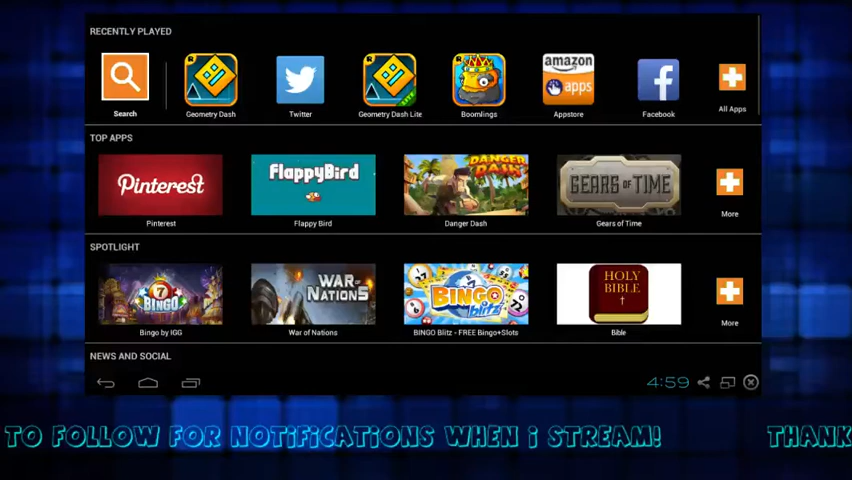 RECENTLY PLAYED
amazon
apps
LITE
Search
Geometry Dash
Twitter
Geometry Dash Lite
Boomlings
Appstore
Facebook
All Apps
TOP APPS
Pinterest
FlappyBird
DANGER DASH
GEARS OF TIME
Pinterest
Flappy Bird
Danger Dash
Gears of Time
More
SPOTLIGHT
7
BINGO
WAR OF NATIONS
BINGO blitz
HOLY BIBLE
Bingo by IGG
War of Nations
BINGO Blitz - FREE Bingo+Slots
Bible
More
NEWS AND SOCIAL
4:59
TO FOLLOW FOR NOTIFICATIONS WHEN i STREAM! THANK